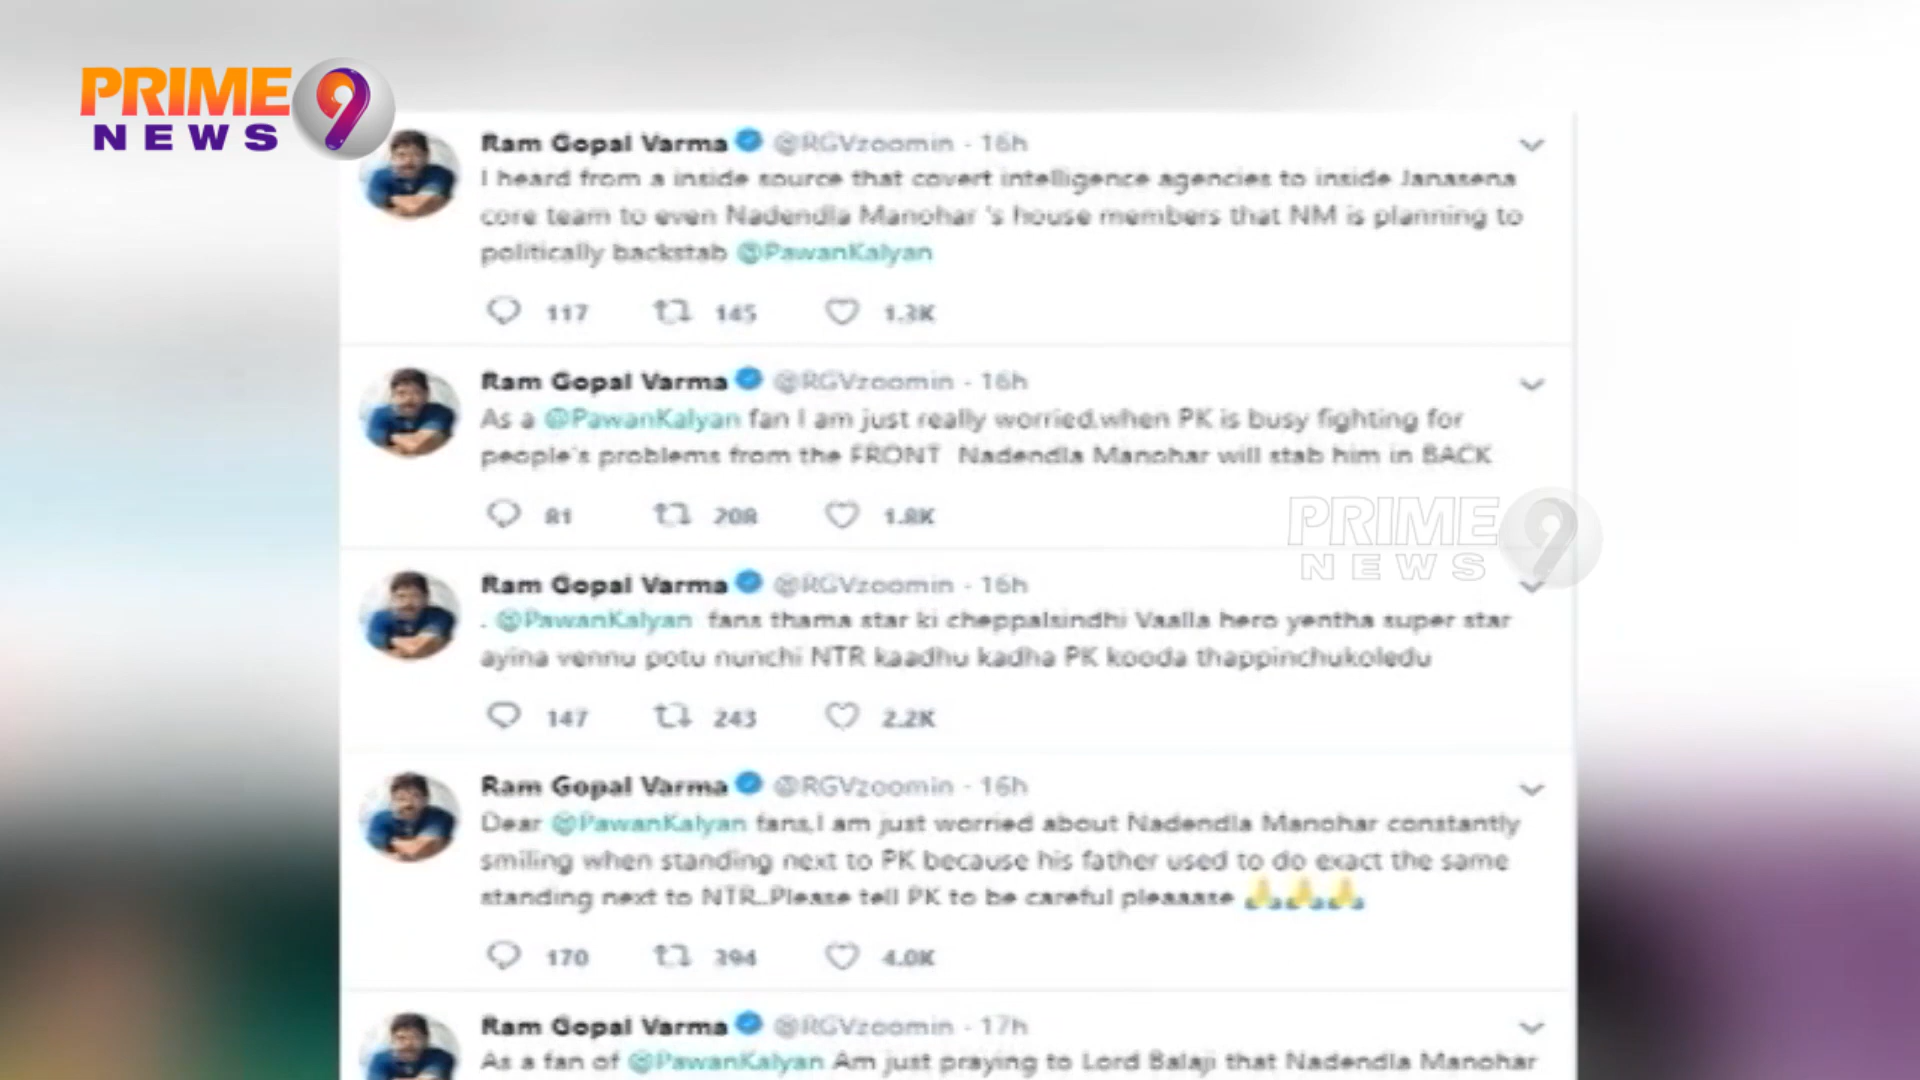 PRIME 9
NEWS
Ram Gopal Varma @RGVzoomin · 16h
I heard from a inside source that covert intelligence agencies to inside Janasena
core team to even Nadendla Manohar 's house members that NM is planning to
politically backstab @PawanKalyan
117 145 1.3K
Ram Gopal Varma @RGVzoomin · 16h
As a @PawanKalyan fan I am just really worried,when PK is busy fighting for
people's problems from the FRONT Nadendla Manohar will stab him in BACK
81 208 1.8K
PRIME 9
NEWS
Ram Gopal Varma @RGVzoomin · 16h
. @PawanKalyan fans thama star ki cheppalsindhi Vaalla hero yentha super star
ayina vennu potu nunchi NTR kaadhu kadha PK kooda thappinchukoledu
147 243 2.2K
Ram Gopal Varma @RGVzoomin · 16h
Dear @PawanKalyan fans,I am just worried about Nadendla Manohar constantly
smiling when standing next to PK because his father used to do exact the same
standing next to NTR..Please tell PK to be careful pleaaase 🙏🙏🙏
170 394 4.0K
Ram Gopal Varma @RGVzoomin · 17h
As a fan of @PawanKalyan Am just praying to Lord Balaji that Nadendla Manohar